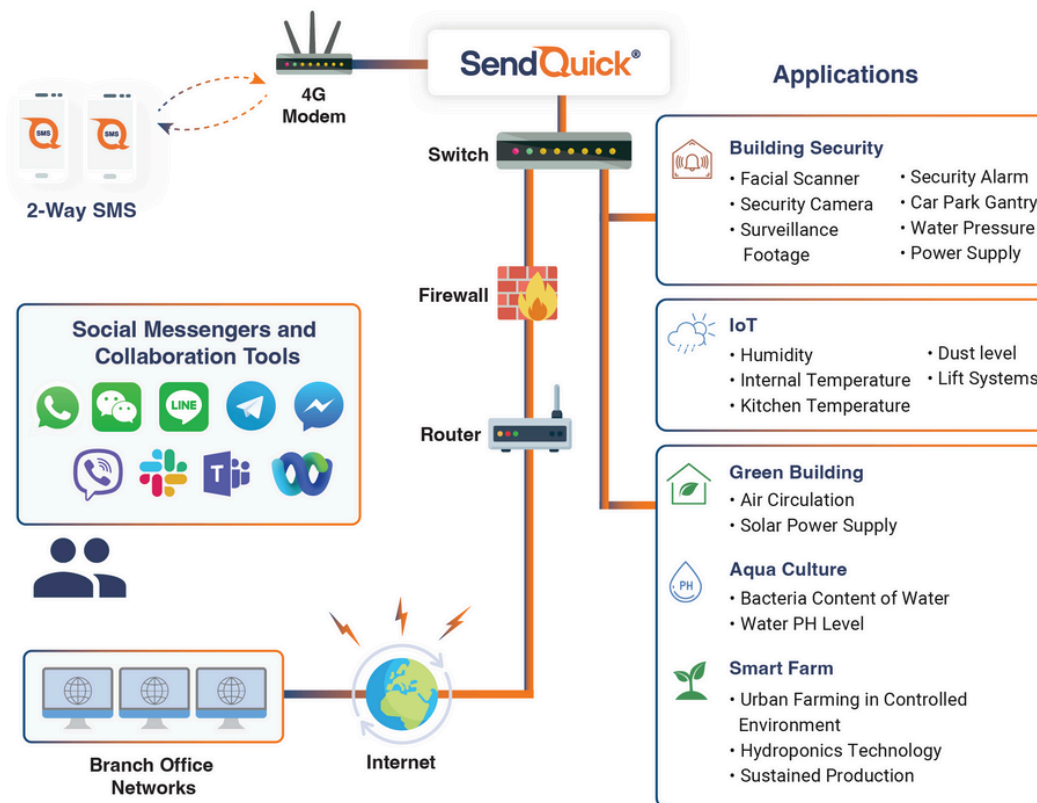 SendQuick®
4G
Modem
SMS
SMS
2-Way SMS
Switch
Firewall
Router
Social Messengers and
Collaboration Tools
LINE
T
Branch Office
Networks
Internet
Applications
Building Security
• Facial Scanner
• Security Camera
• Surveillance
Footage
• Security Alarm
• Car Park Gantry
• Water Pressure
• Power Supply
IoT
• Humidity
• Internal Temperature
• Kitchen Temperature
• Dust level
• Lift Systems
Green Building
• Air Circulation
• Solar Power Supply
PH
Aqua Culture
• Bacteria Content of Water
• Water PH Level
Smart Farm
• Urban Farming in Controlled
Environment
• Hydroponics Technology
• Sustained Production